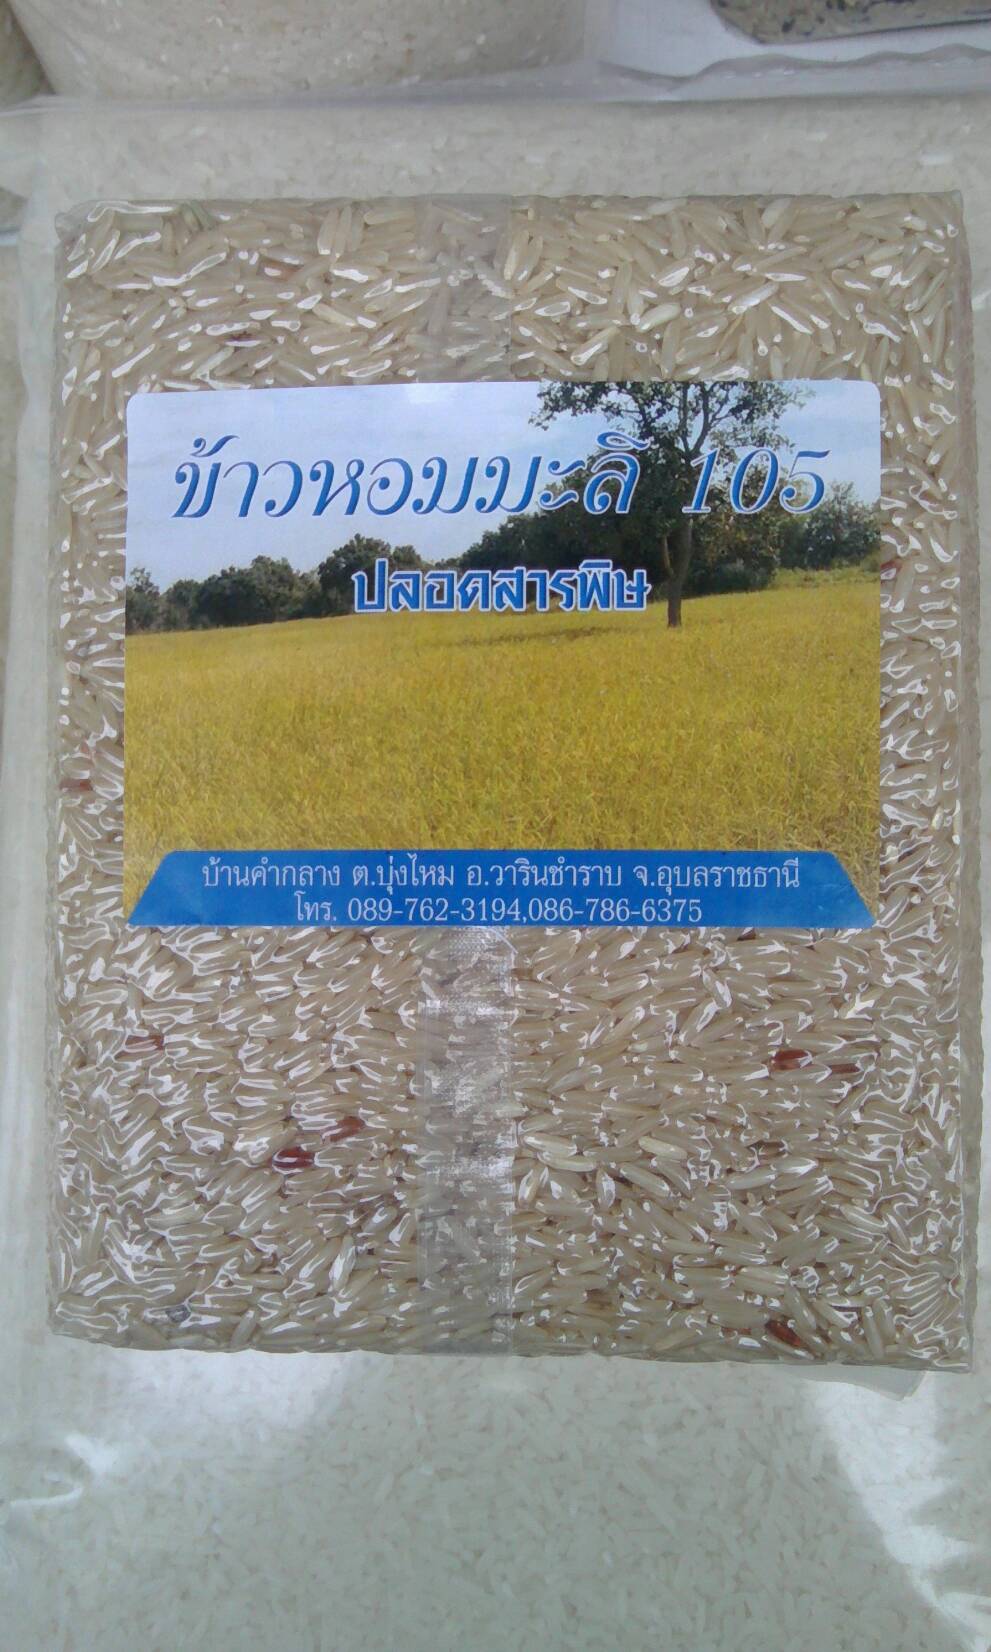 ข้าวหอมมะลิ 105
ปลอดสารพิษ
บ้านคำกลาง ต.บุ่งไหม อ.วารินชำราบ จ.อุบลราชธานี
โทร. 089-762-3194,086-786-6375